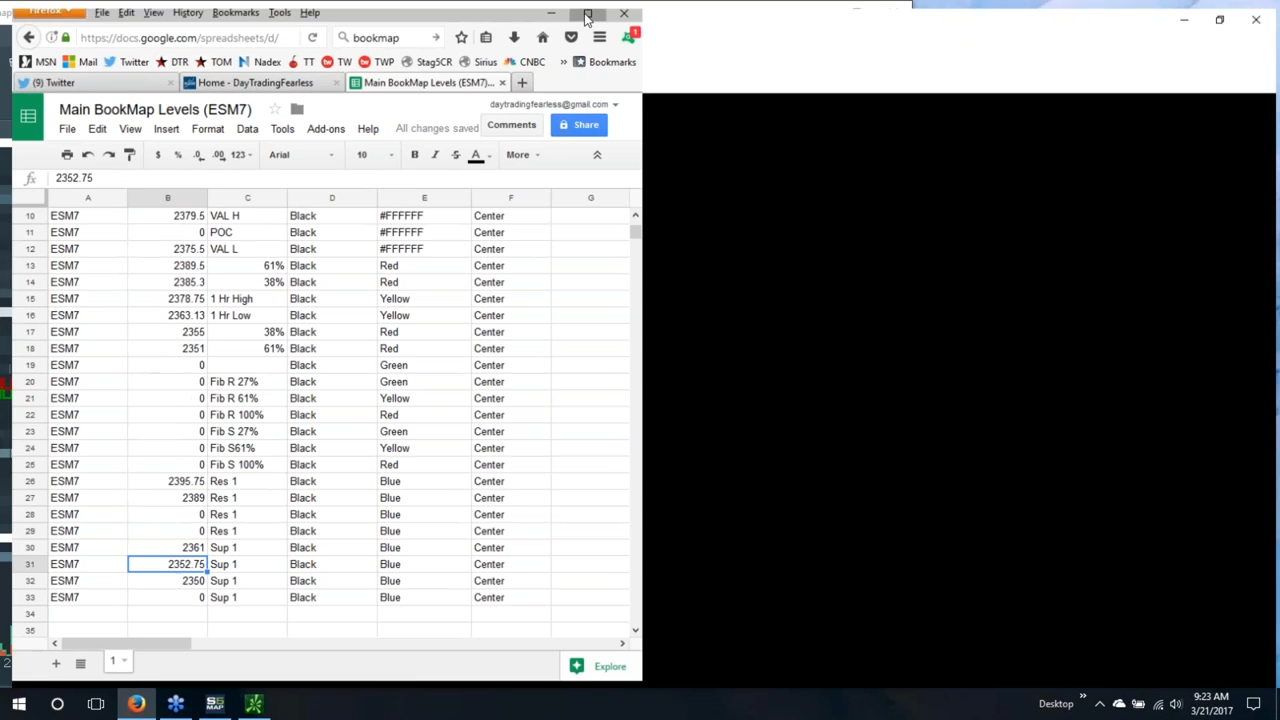 Firefox File Edit View History Bookmarks Tools Help
https://docs.google.com/spreadsheets/d/ bookmap 1
MSN Mail Twitter DTR TOM Nadex TT TW TWP Stag5CR Sirius CNBC » Bookmarks
(9) Twitter × Home - DayTradingFearless × Main BookMap Levels (ESM7)... × +
Main BookMap Levels (ESM7) daytradingfearless@gmail.com
File Edit View Insert Format Data Tools Add-ons Help All changes saved Comments Share
$ % .0 .00 123 Arial 10 B I S A More
fx 2352.75
A B C D E F G
10 ESM7 2379.5 VAL H Black #FFFFFF Center
11 ESM7 0 POC Black #FFFFFF Center
12 ESM7 2375.5 VAL L Black #FFFFFF Center
13 ESM7 2389.5 61% Black Red Center
14 ESM7 2385.3 38% Black Red Center
15 ESM7 2378.75 1 Hr High Black Yellow Center
16 ESM7 2363.13 1 Hr Low Black Yellow Center
17 ESM7 2355 38% Black Red Center
18 ESM7 2351 61% Black Red Center
19 ESM7 0 Black Green Center
20 ESM7 0 Fib R 27% Black Green Center
21 ESM7 0 Fib R 61% Black Yellow Center
22 ESM7 0 Fib R 100% Black Red Center
23 ESM7 0 Fib S 27% Black Green Center
24 ESM7 0 Fib S61% Black Yellow Center
25 ESM7 0 Fib S 100% Black Red Center
26 ESM7 2395.75 Res 1 Black Blue Center
27 ESM7 2389 Res 1 Black Blue Center
28 ESM7 0 Res 1 Black Blue Center
29 ESM7 0 Res 1 Black Blue Center
30 ESM7 2361 Sup 1 Black Blue Center
31 ESM7 2352.75 Sup 1 Black Blue Center
32 ESM7 2350 Sup 1 Black Blue Center
33 ESM7 0 Sup 1 Black Blue Center
34
35
+ 1 Explore
Desktop » 9:23 AM
3/21/2017